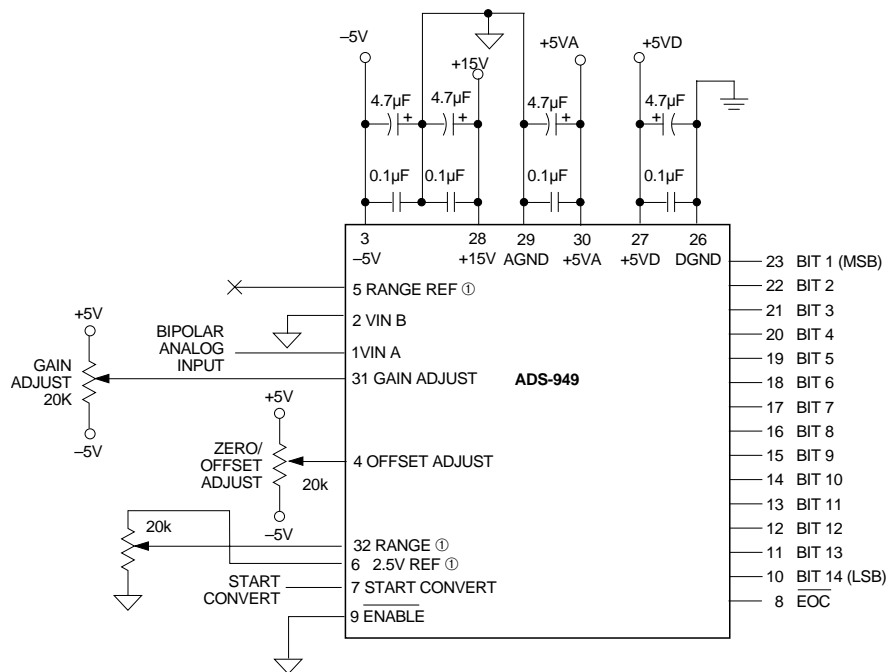 –5V
+15V
+5VA
+5VD
4.7µF
+
4.7µF
+
4.7µF
+
4.7µF
+
0.1µF
0.1µF
0.1µF
0.1µF
3
–5V
28
+15V
29
AGND
30
+5VA
27
+5VD
26
DGND
5 RANGE REF ①
2 VIN B
BIPOLAR
ANALOG
INPUT
1VIN A
+5V
GAIN
ADJUST
20K
–5V
31 GAIN ADJUST
ADS-949
+5V
ZERO/
OFFSET
ADJUST
20k
–5V
4 OFFSET ADJUST
20k
32 RANGE ①
6 2.5V REF ①
START
CONVERT
7 START CONVERT
9 ENABLE
23 BIT 1 (MSB)
22 BIT 2
21 BIT 3
20 BIT 4
19 BIT 5
18 BIT 6
17 BIT 7
16 BIT 8
15 BIT 9
14 BIT 10
13 BIT 11
12 BIT 12
11 BIT 13
10 BIT 14 (LSB)
8 EOC